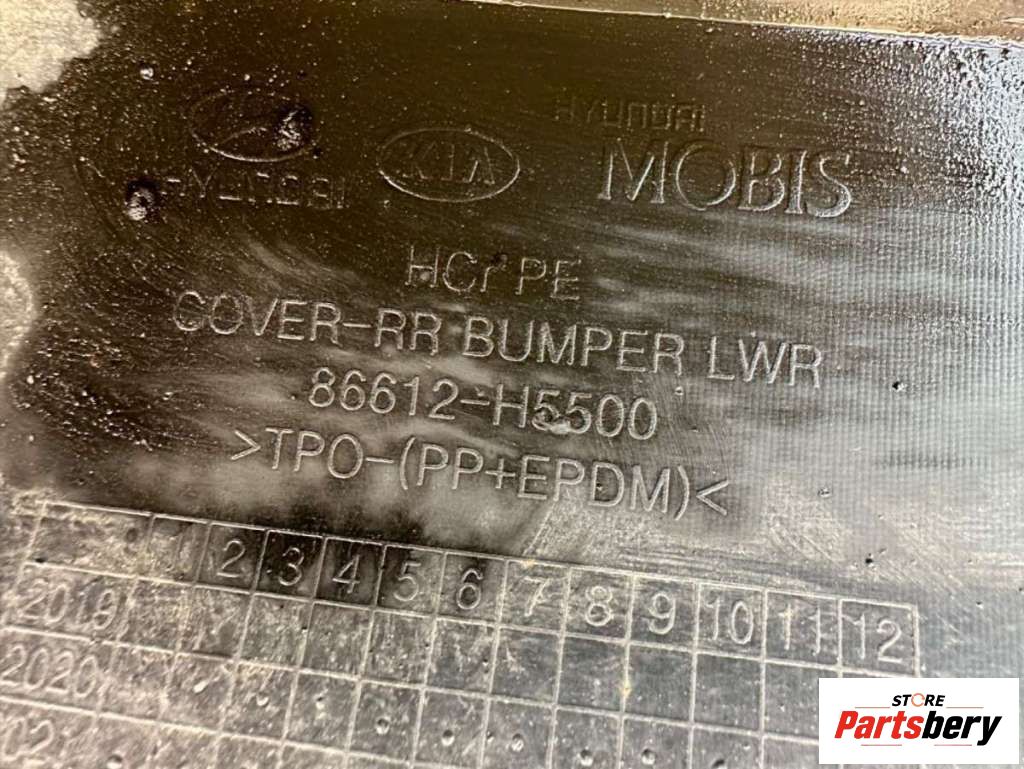 HYUNDAI KIA HYUNDAI
MOBIS
HCr PE
COVER-RR BUMPER LWR
86612-H5500
>TPO-(PP+EPDM)<
1 2 3 4 5 6 7 8 9 10 11 12
2019
2020
STORE
Partsbery